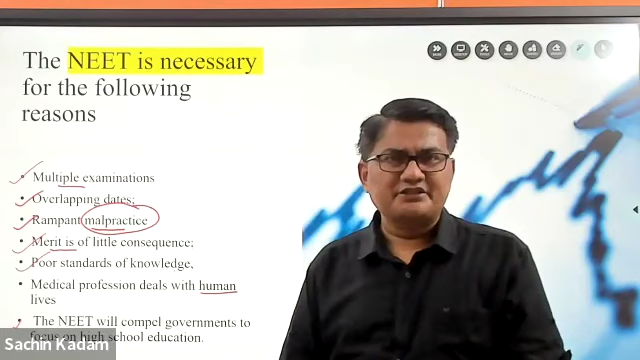 The NEET is necessary
for the following
reasons
• Multiple examinations
• Overlapping dates;
• Rampant malpractice
• Merit is of little consequence;
• Poor standards of knowledge,
• Medical profession deals with human
lives
• The NEET will compel governments to
focus on high school education.
Sachin Kadam